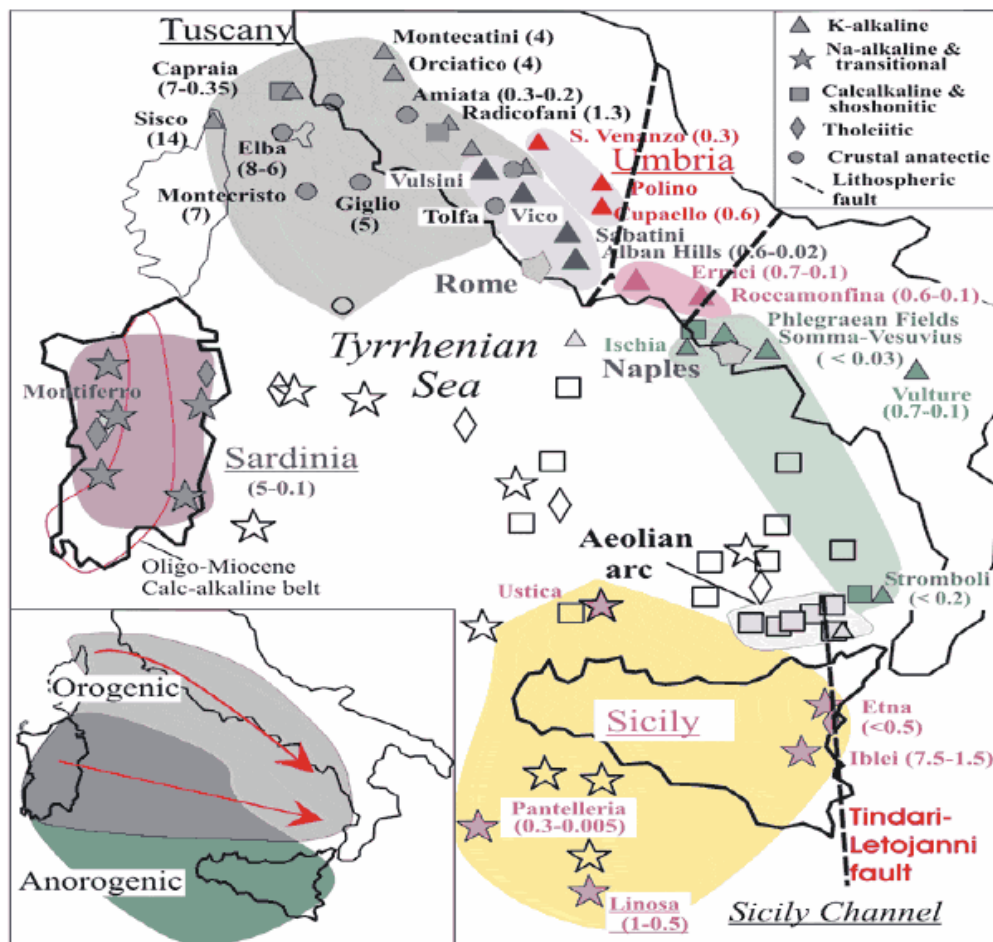 Tuscany
Montecatini (4)
Orciatico (4)
Capraia
(7-0.35)
Amiata (0.3-0.2)
Radicofani (1.3)
Sisco
(14)
Elba
(8-6)
S. Venanzo (0.3)
Umbria
Montecristo
(7)
Giglio
(5)
Vulsini
Polino
Tolfa
Vico
Cupaello (0.6)
Sabatini
Alban Hills (0.6-0.02)
Rome
Ernici (0.7-0.1)
Roccamonfina (0.6-0.1)
Phlegraean Fields
Somma-Vesuvius
( < 0.03)
Ischia
Naples
Vulture
(0.7-0.1)
Tyrrhenian
Sea
Montiferro
Sardinia
(5-0.1)
Oligo-Miocene
Calc-alkaline belt
Aeolian
arc
Stromboli
(< 0.2)
Ustica
Sicily
Etna
(<0.5)
Iblei (7.5-1.5)
Pantelleria
(0.3-0.005)
Tindari-
Letojanni
fault
Linosa
(1-0.5)
Sicily Channel
K-alkaline
Na-alkaline &
transitional
Calcalkaline &
shoshonitic
Tholeiitic
Crustal anatectic
Lithospheric
fault
Orogenic
Anorogenic